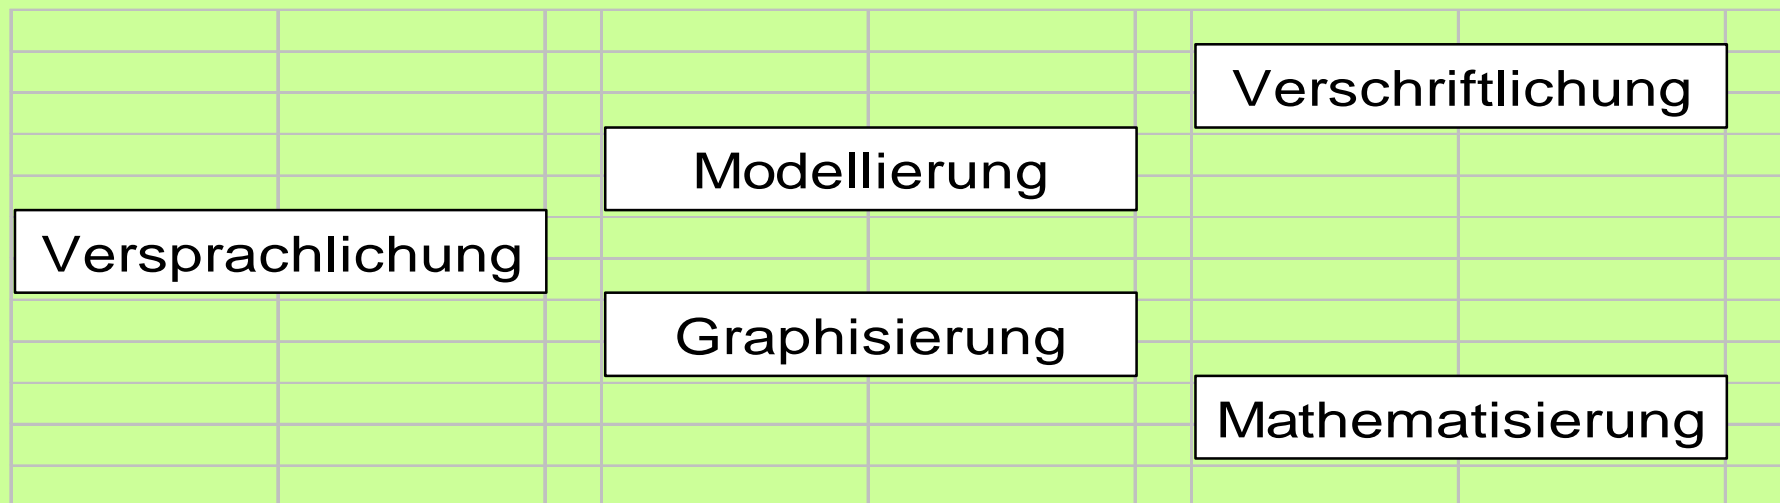 Verschriftlichung
Modellierung
Versprachlichung
Graphisierung
Mathematisierung